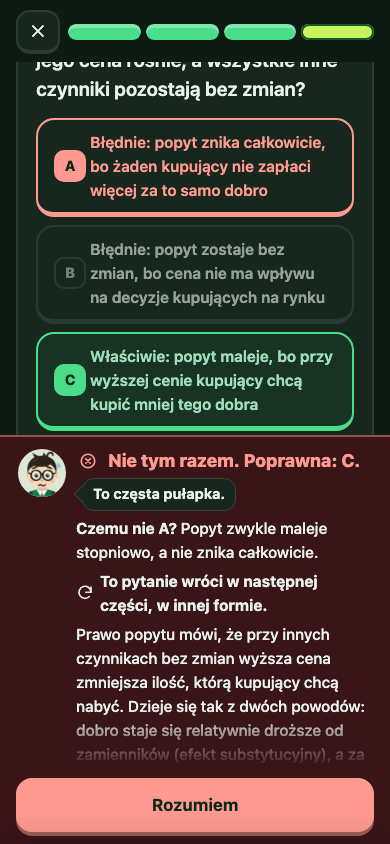 jego cena rośnie, a wszystkie inne
czynniki pozostają bez zmian?
A
Błędnie: popyt znika całkowicie,
bo żaden kupujący nie zapłaci
więcej za to samo dobro
B
Błędnie: popyt zostaje bez
zmian, bo cena nie ma wpływu
na decyzje kupujących na rynku
C
Właściwie: popyt maleje, bo przy
wyższej cenie kupujący chcą
kupić mniej tego dobra
Nie tym razem. Poprawna: C.
To częsta pułapka.
Czemu nie A? Popyt zwykle maleje
stopniowo, a nie znika całkowicie.
To pytanie wróci w następnej
części, w innej formie.
Prawo popytu mówi, że przy innych
czynnikach bez zmian wyższa cena
zmniejsza ilość, którą kupujący chcą
nabyć. Dzieje się tak z dwóch powodów:
dobro staje się relatywnie droższe od
zamienników (efekt substytucyjny), a za
Rozumiem